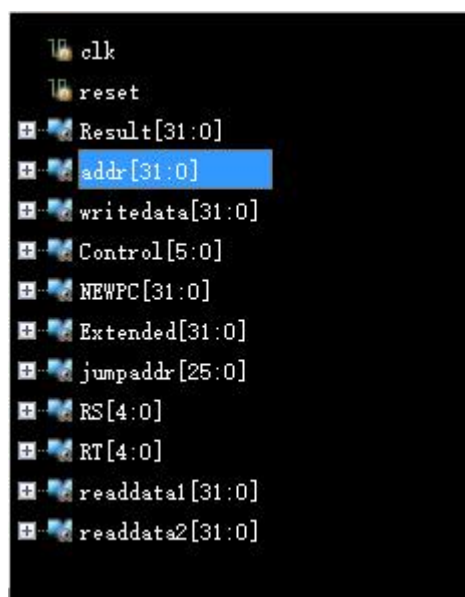 clk
reset
Result[31:0]
addr[31:0]
writedata[31:0]
Control[5:0]
NEWPC[31:0]
Extended[31:0]
jumpaddr[25:0]
RS[4:0]
RT[4:0]
readdata1[31:0]
readdata2[31:0]